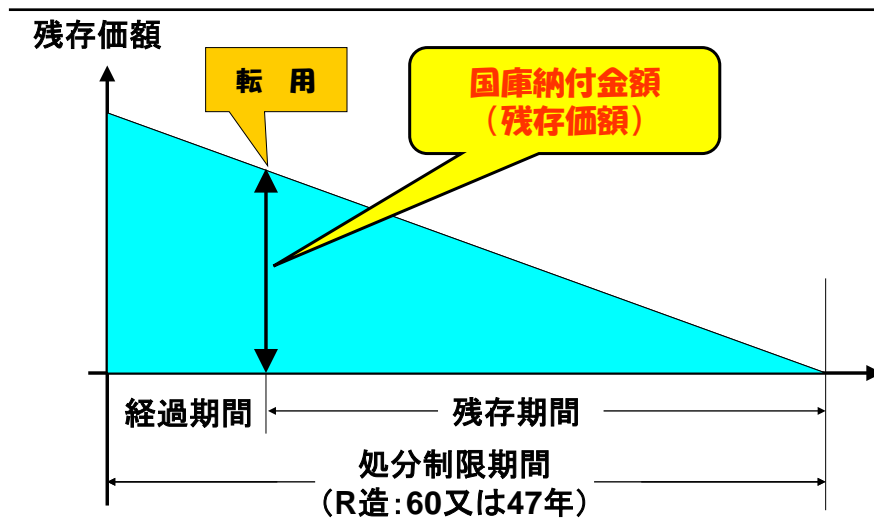 残存価額
転 用
国庫納付金額
（残存価額）
経過期間
残存期間
処分制限期間
（R造：60又は47年）